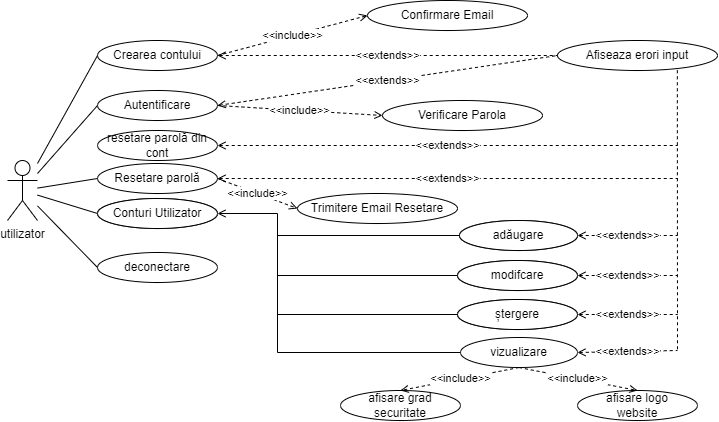 Confirmare Email
<<include>>
Crearea contului
<<extends>>
Afiseaza erori input
<<extends>>
Autentificare
<<include>>
Verificare Parola
resetare parolă din
cont
<<extends>>
Resetare parolă
<<extends>>
<<include>>
Trimitere Email Resetare
Conturi Utilizator
utilizator
adăugare
<<extends>>
deconectare
modifcare
<<extends>>
ștergere
<<extends>>
vizualizare
<<extends>>
<<include>>
<<include>>
afisare grad
securitate
afisare logo
website